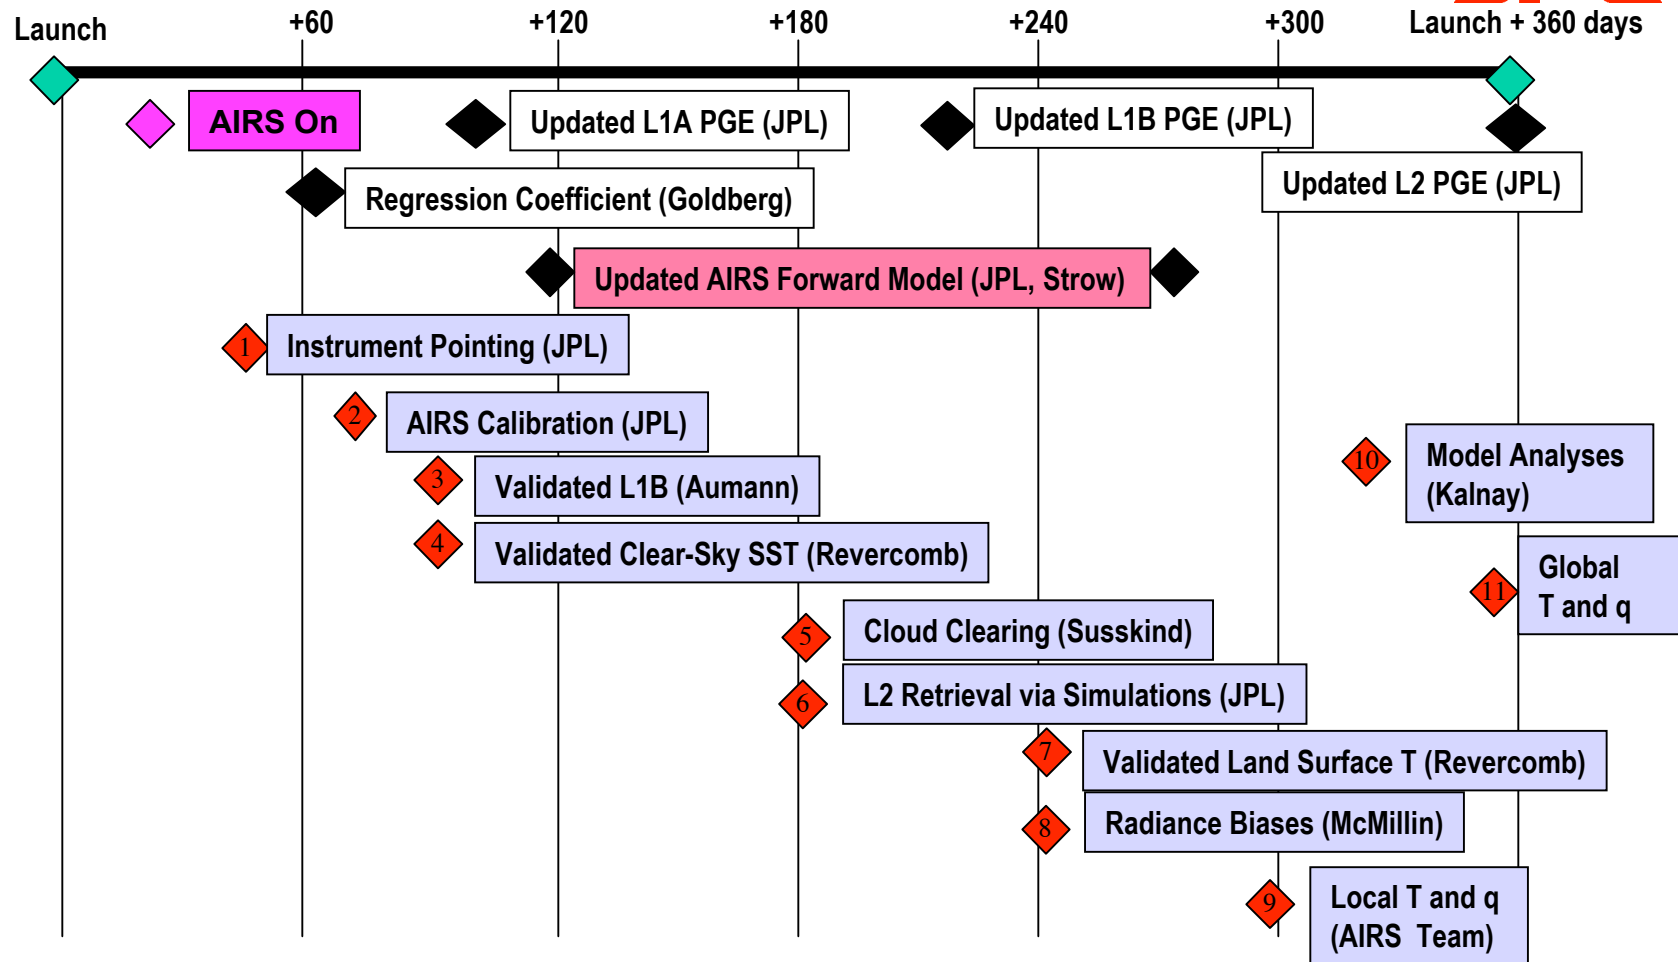 Launch
+60
+120
+180
+240
+300
Launch + 360 days
AIRS On
Updated L1A PGE (JPL)
Updated L1B PGE (JPL)
Updated L2 PGE (JPL)
Regression Coefficient (Goldberg)
Updated AIRS Forward Model (JPL, Strow)
1
Instrument Pointing (JPL)
2
AIRS Calibration (JPL)
3
Validated L1B (Aumann)
4
Validated Clear-Sky SST (Revercomb)
10
Model Analyses
(Kalnay)
11
Global
T and q
5
Cloud Clearing (Susskind)
6
L2 Retrieval via Simulations (JPL)
7
Validated Land Surface T (Revercomb)
8
Radiance Biases (McMillin)
9
Local T and q
(AIRS Team)